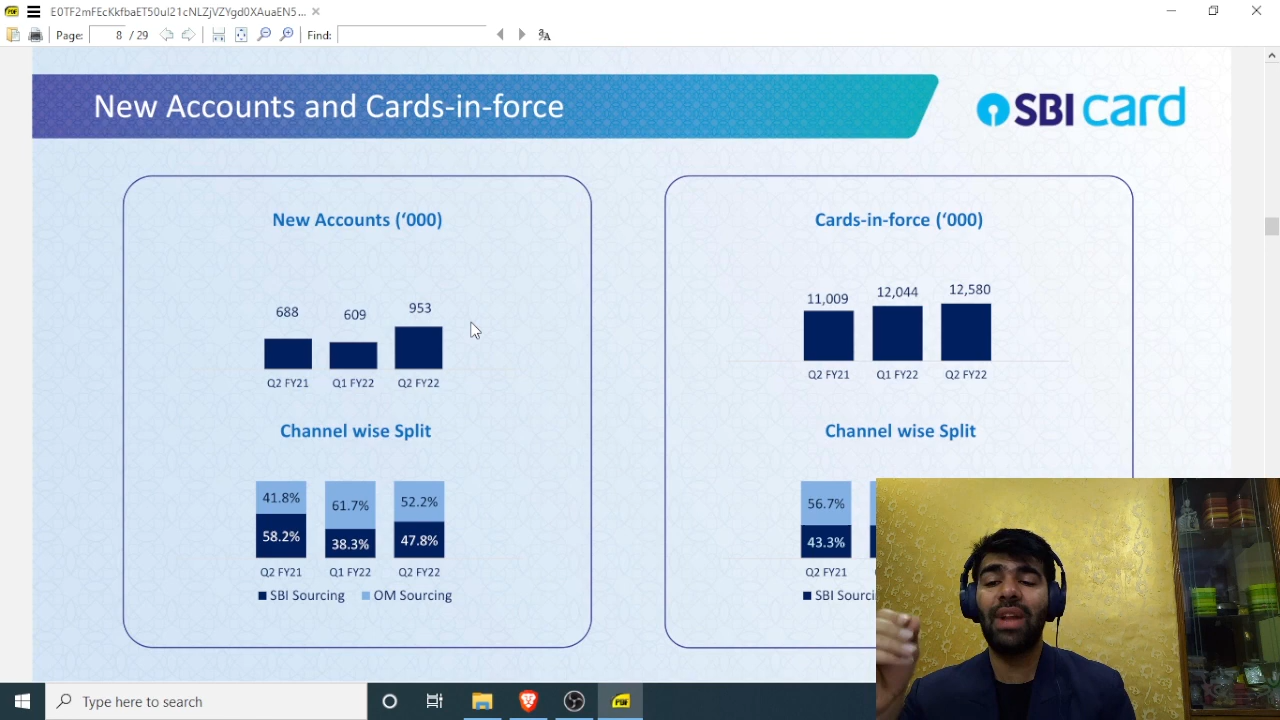 E0TF2mFEcKkfbaET50ul21cNLZjVZYgd0XAuaEN5...
Page: 8 / 29 Find:
New Accounts and Cards-in-force
SBI card
New Accounts (‘000)
688 609 953
Q2 FY21 Q1 FY22 Q2 FY22
Channel wise Split
41.8% 61.7% 52.2%
58.2% 38.3% 47.8%
Q2 FY21 Q1 FY22 Q2 FY22
SBI Sourcing OM Sourcing
Cards-in-force (‘000)
11,009 12,044 12,580
Q2 FY21 Q1 FY22 Q2 FY22
Channel wise Split
56.7%
43.3%
Q2 FY21
SBI Sourci
Type here to search
PDF